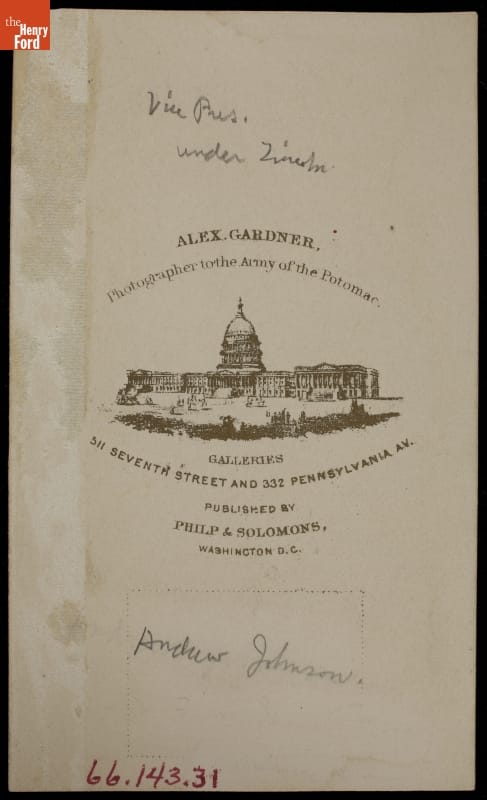 the
Henry
Ford
Vice Pres.
under Lincoln.
ALEX. GARDNER,
Photographer to the Army of the Potomac.
GALLERIES
511 SEVENTH STREET AND 332 PENNSYLVANIA AV.
PUBLISHED BY
PHILP & SOLOMONS,
WASHINGTON D.C.
Andrew Johnson.
66.143.31